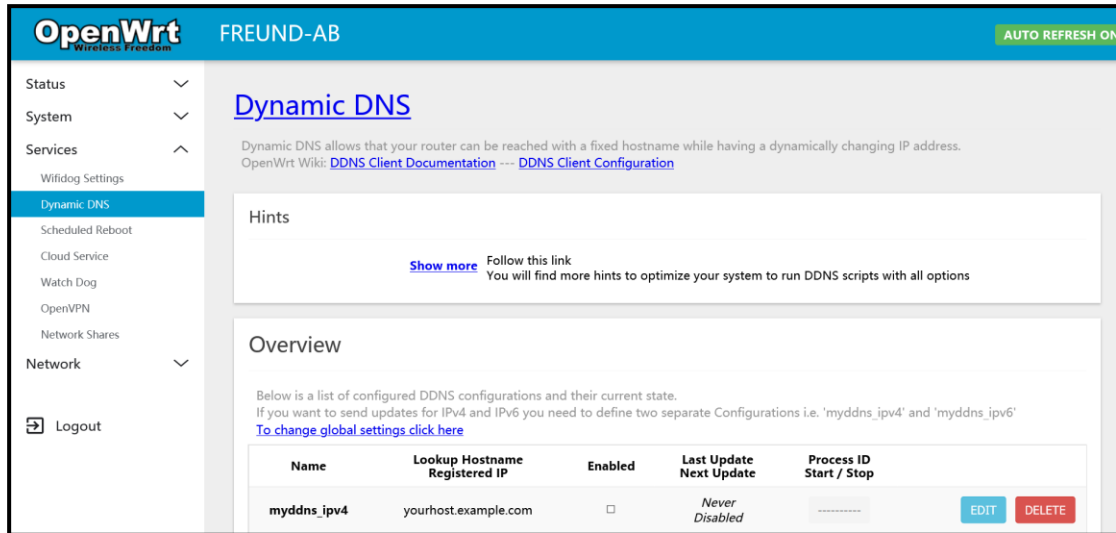 OpenWrt
Wireless Freedom
FREUND-AB
AUTO REFRESH ON
Status
System
Services
Wifidog Settings
Dynamic DNS
Scheduled Reboot
Cloud Service
Watch Dog
OpenVPN
Network Shares
Network
Logout
Dynamic DNS
Dynamic DNS allows that your router can be reached with a fixed hostname while having a dynamically changing IP address.
OpenWrt Wiki: DDNS Client Documentation --- DDNS Client Configuration
Hints
Show more Follow this link
You will find more hints to optimize your system to run DDNS scripts with all options
Overview
Below is a list of configured DDNS configurations and their current state.
If you want to send updates for IPv4 and IPv6 you need to define two separate Configurations i.e. 'myddns_ipv4' and 'myddns_ipv6'
To change global settings click here
Name Lookup Hostname Enabled Last Update Process ID
Registered IP Next Update Start / Stop
myddns_ipv4 yourhost.example.com Never ---------- EDIT DELETE
Disabled